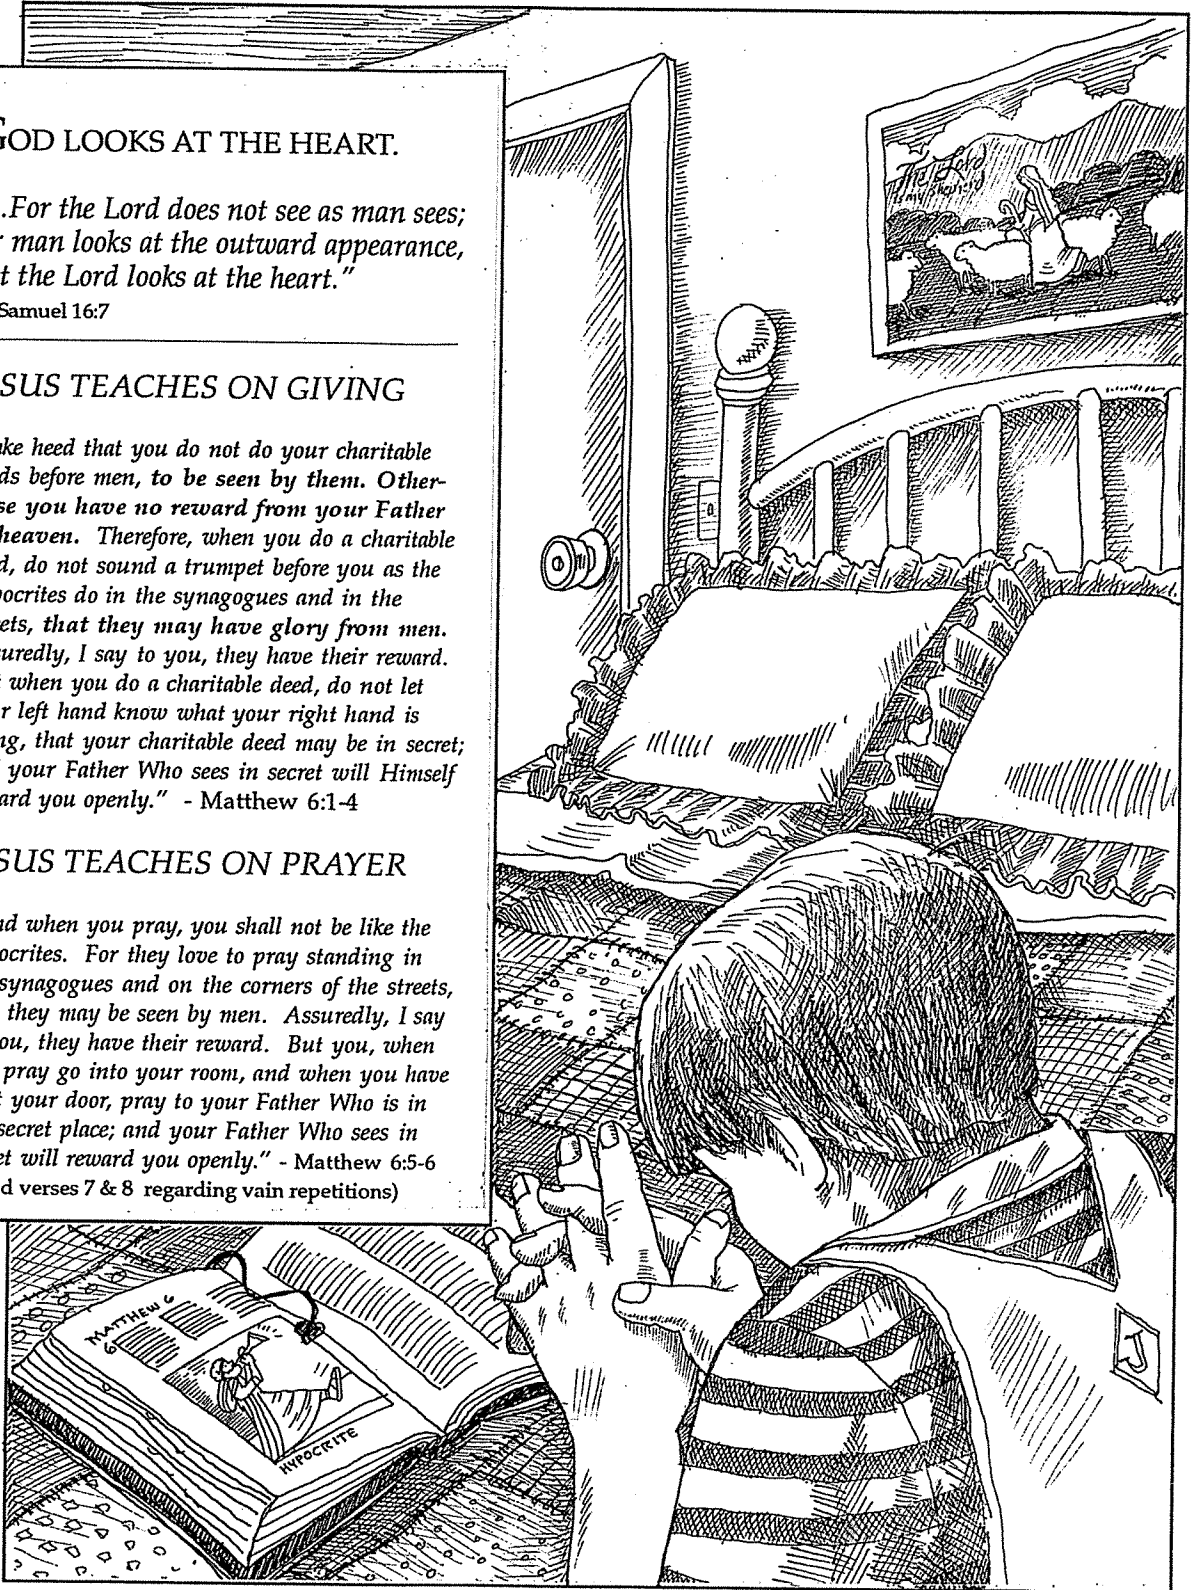 GOD LOOKS AT THE HEART.
.For the Lord does not see as man sees;
man looks at the outward appearance,
t the Lord looks at the heart."
Samuel 16:7
SUS TEACHES ON GIVING
ake heed that you do not do your charitable
ds before men, to be seen by them. Other-
se you have no reward from your Father
heaven. Therefore, when you do a charitable
d, do not sound a trumpet before you as the
ocrites do in the synagogues and in the
ets, that they may have glory from men.
uredly, I say to you, they have their reward.
t when you do a charitable deed, do not let
r left hand know what your right hand is
ng, that your charitable deed may be in secret;
your Father Who sees in secret will Himself
ard you openly." - Matthew 6:1-4
SUS TEACHES ON PRAYER
nd when you pray, you shall not be like the
ocrites. For they love to pray standing in
synagogues and on the corners of the streets,
they may be seen by men. Assuredly, I say
ou, they have their reward. But you, when
pray go into your room, and when you have
t your door, pray to your Father Who is in
secret place; and your Father Who sees in
et will reward you openly." - Matthew 6:5-6
d verses 7 & 8 regarding vain repetitions)
The Lord
is my shepherd
MATTHEW 6
6
HYPOCRITE
J